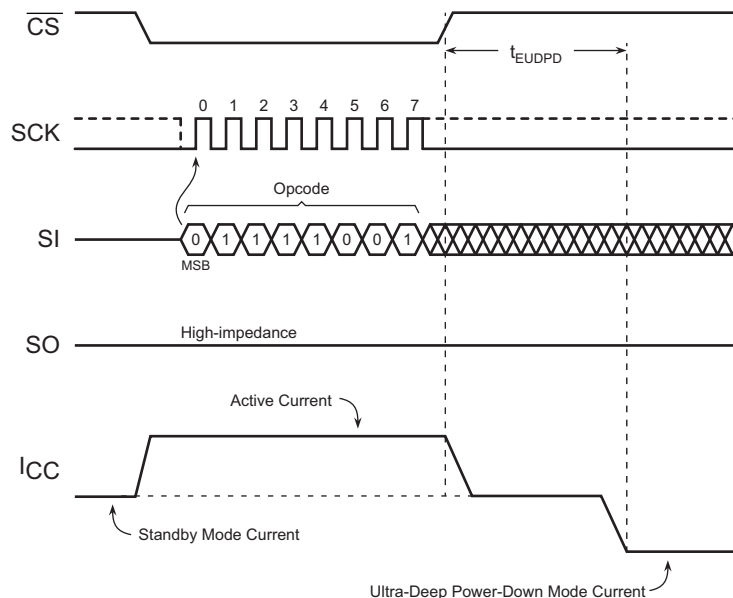 CS
tEUDPD
0 1 2 3 4 5 6 7
SCK
Opcode
SI
0 1 1 1 1 0 0 1
MSB
High-impedance
SO
Active Current
ICC
Standby Mode Current
Ultra-Deep Power-Down Mode Current